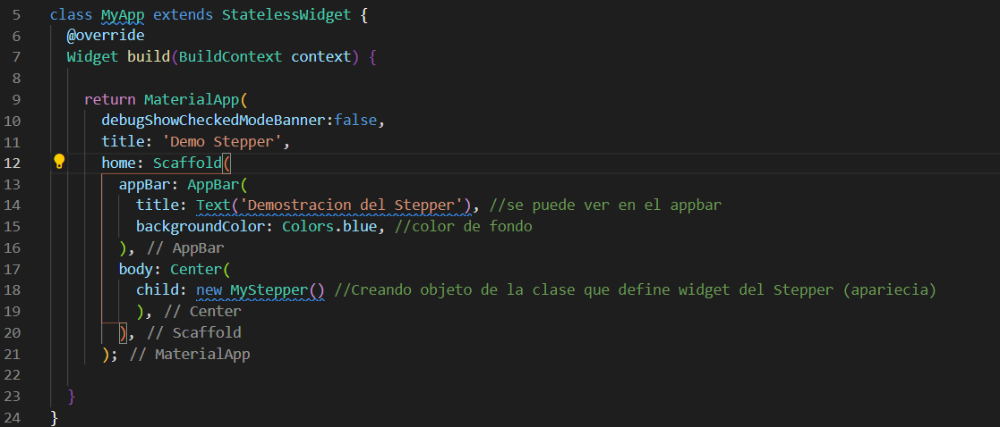 5 class MyApp extends StatelessWidget {
6 @override
7 Widget build(BuildContext context) {
8
9 return MaterialApp(
10 debugShowCheckedModeBanner:false,
11 title: 'Demo Stepper',
12 home: Scaffold(
13 appBar: AppBar(
14 title: Text('Demostracion del Stepper'), //se puede ver en el appbar
15 backgroundColor: Colors.blue, //color de fondo
16 ), // AppBar
17 body: Center(
18 child: new MyStepper() //Creando objeto de la clase que define widget del Stepper (apariecia)
19 ), // Center
20 ), // Scaffold
21 ); // MaterialApp
22
23 }
24 }